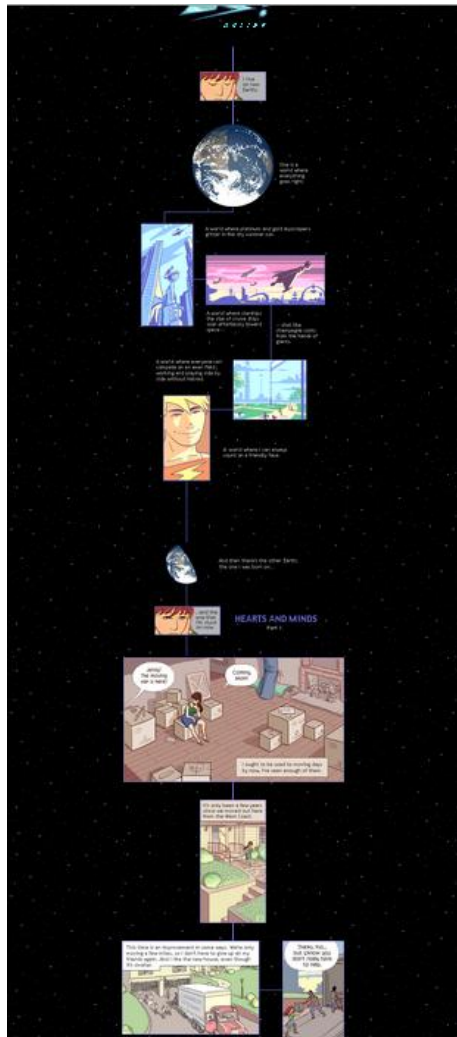 I live
on two
Earths.
One is a
world where
everything
goes right.
A world where platinum and gold skyscrapers
glitter in the dry summer sun.
A world where starships
the size of cruise ships
soar effortlessly toward
space--
-- shot like
champagne corks
from the hands of
giants.
A world where everyone can
compete on an even field,
working and playing side by
side without hatred.
A world where I can always
count on a friendly face.
And then there's the other Earth,
the one I was born on...
...and the
one that
I'm stuck
on now.
HEARTS AND MINDS
Part 1
Jenny!
The moving
van is here!
Coming,
Mom!
I ought to be used to moving days
by now, I've seen enough of them.
It's only been a few years
since we moved out here
from the West Coast.
This time is an improvement in some ways. We're only
moving a few miles, so I don't have to give up all my
friends again. And I like the new house, even though
it's smaller.
but y'know you
don't really have
to help.